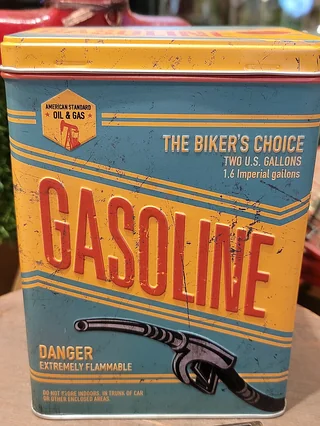 AMERICAN STANDARD
OIL & GAS
THE BIKER'S CHOICE
TWO U.S. GALLONS
1.6 Imperial gallons
GASOLINE
DANGER
EXTREMELY FLAMMABLE
DO NOT STORE INDOORS, IN TRUNK OF CAR
OR OTHER ENCLOSED AREAS